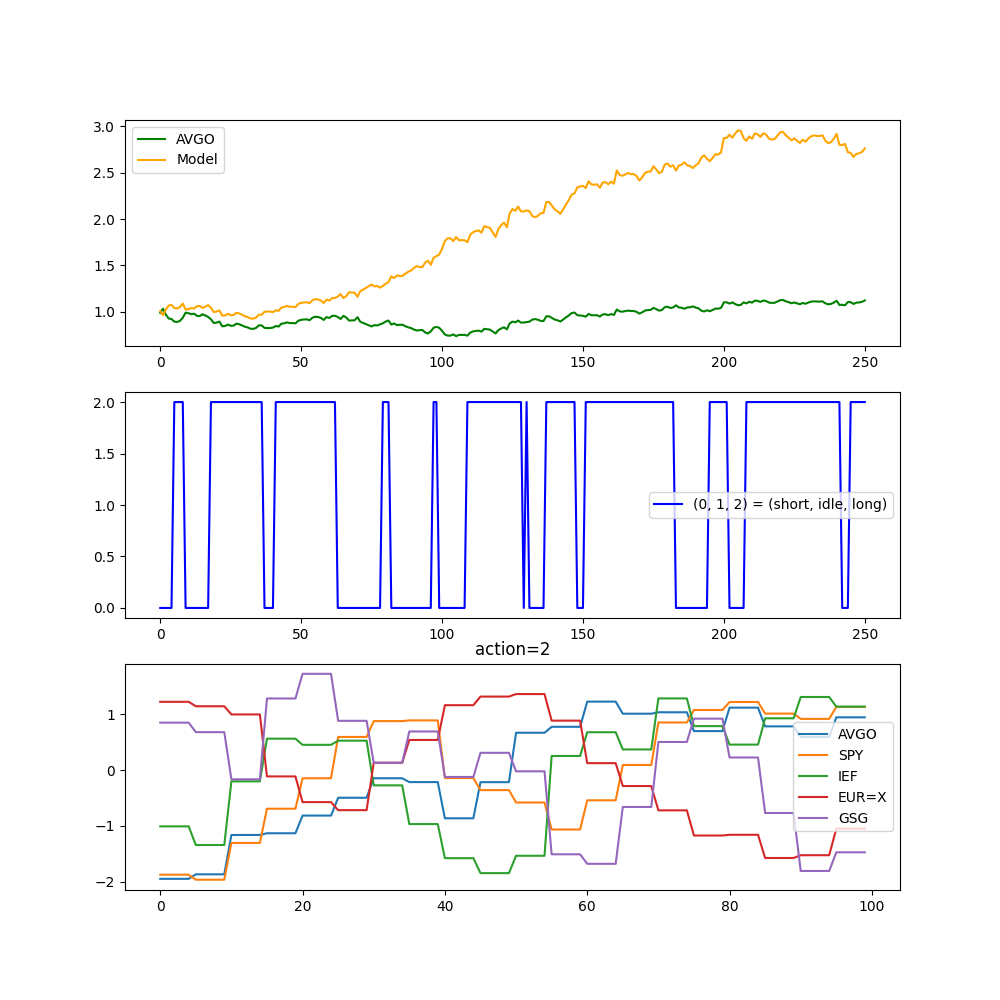 3.0
2.5
2.0
1.5
1.0
AVGO
Model
0 50 100 150 200 250
2.0
1.5
1.0
0.5
0.0
(0, 1, 2) = (short, idle, long)
0 50 100 150 200 250
action=2
1
0
−1
−2
AVGO
SPY
IEF
EUR=X
GSG
0 20 40 60 80 100